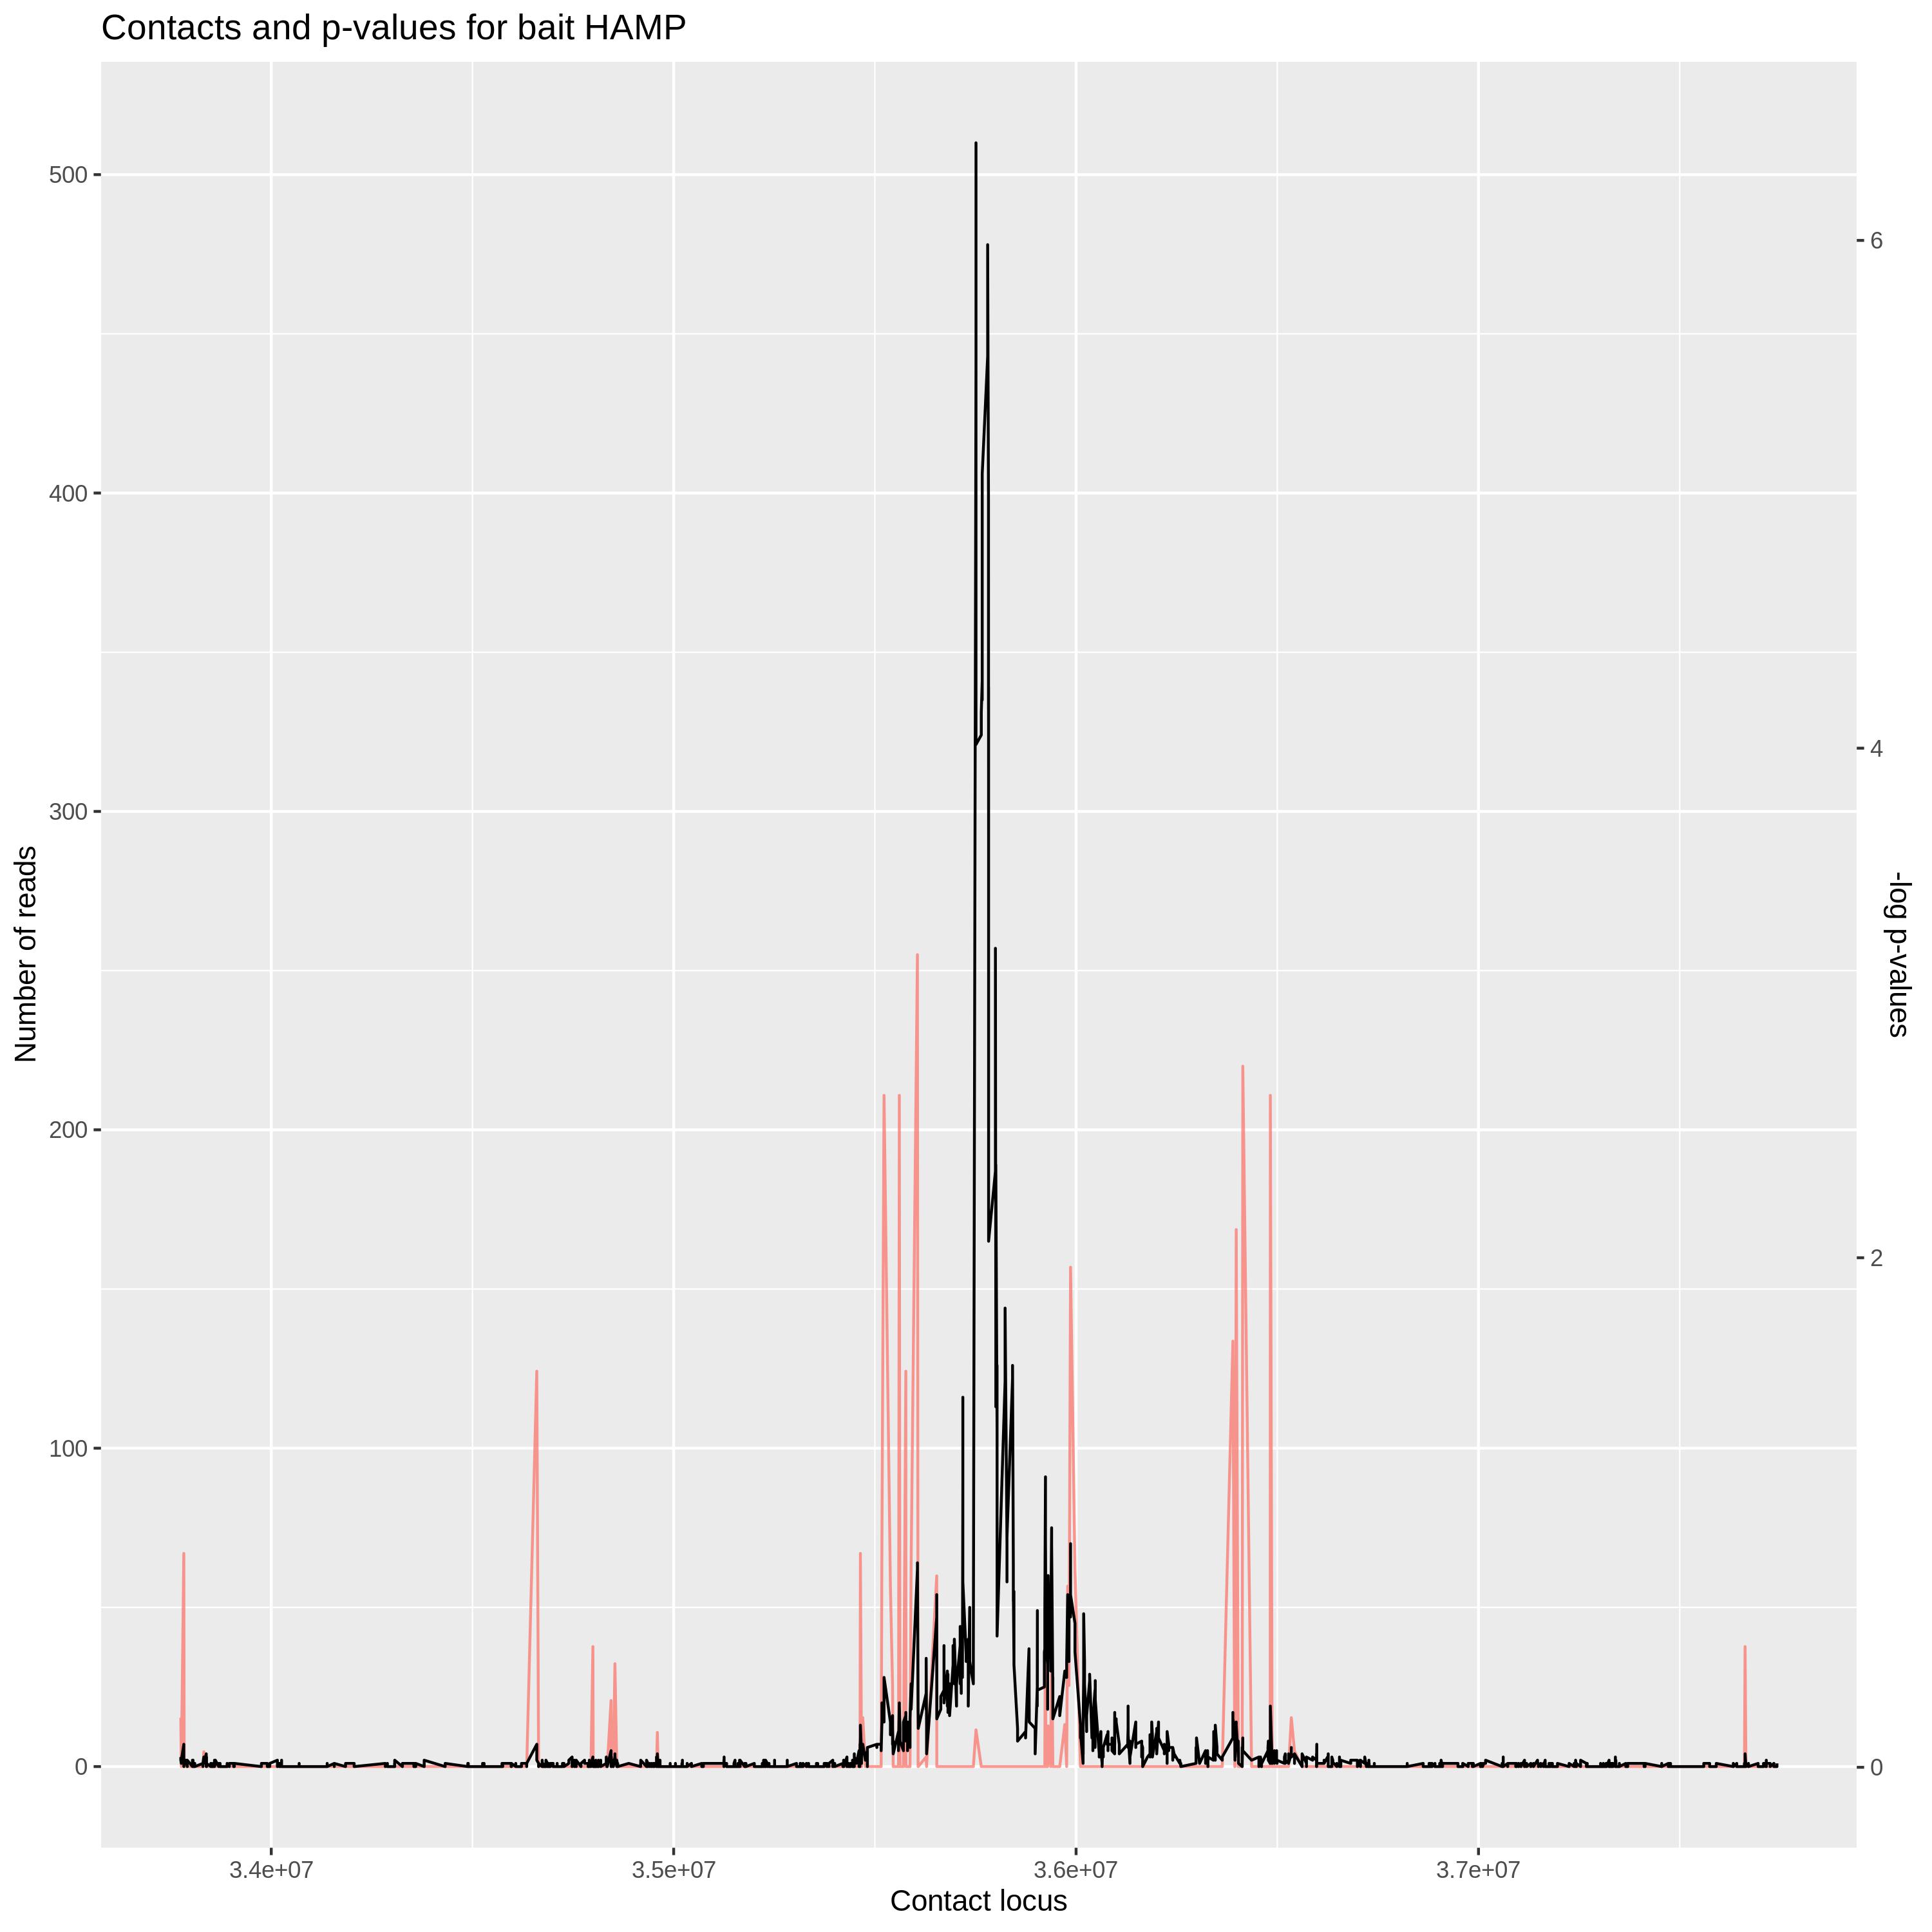 Contacts and p-values for bait HAMP
500
400
300
200
100
0
Number of reads
6
4
2
0
-log p-values
3.4e+07
3.5e+07
3.6e+07
3.7e+07
Contact locus